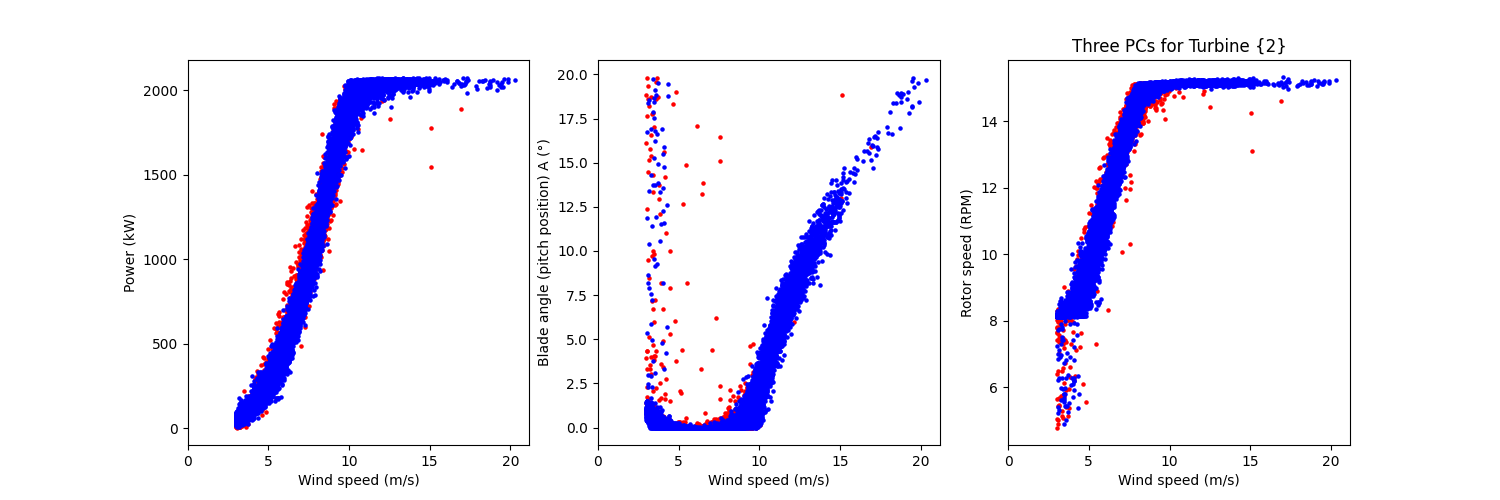 Three PCs for Turbine {2}
Power (kW)
2000
1500
1000
500
0
0 5 10 15 20
Wind speed (m/s)
Blade angle (pitch position) A (°)
20.0
17.5
15.0
12.5
10.0
7.5
5.0
2.5
0.0
0 5 10 15 20
Wind speed (m/s)
Rotor speed (RPM)
14
12
10
8
6
0 5 10 15 20
Wind speed (m/s)